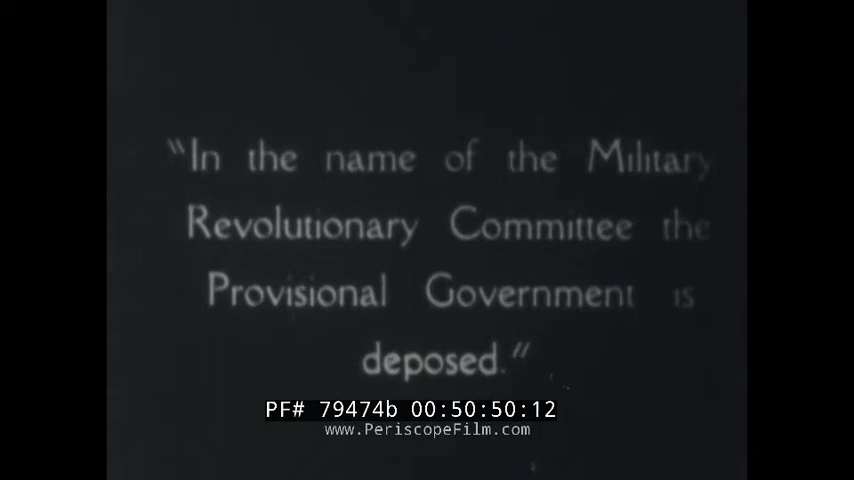 "In the name of the Military
Revolutionary Committee the
Provisional Government is
deposed."
PF# 79474b 00:50:50:12
www.PeriscopeFilm.com